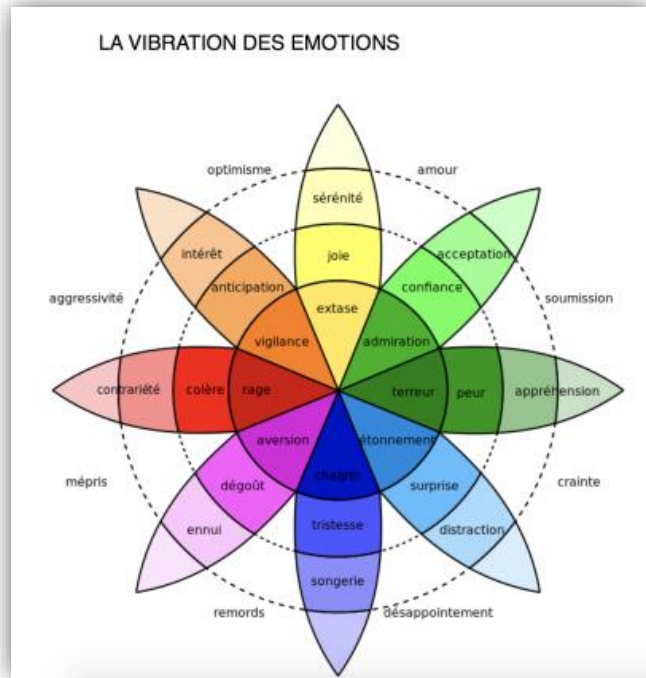 LA VIBRATION DES EMOTIONS
optimisme
amour
sérénité
intérêt
acceptation
joie
anticipation
confiance
aggressivité
soumission
extase
vigilance
admiration
contrariété
colère
rage
terreur
peur
appréhension
aversion
étonnement
chagrin
mépris
dégoût
surprise
crainte
ennui
tristesse
distraction
songerie
remords
désappointement